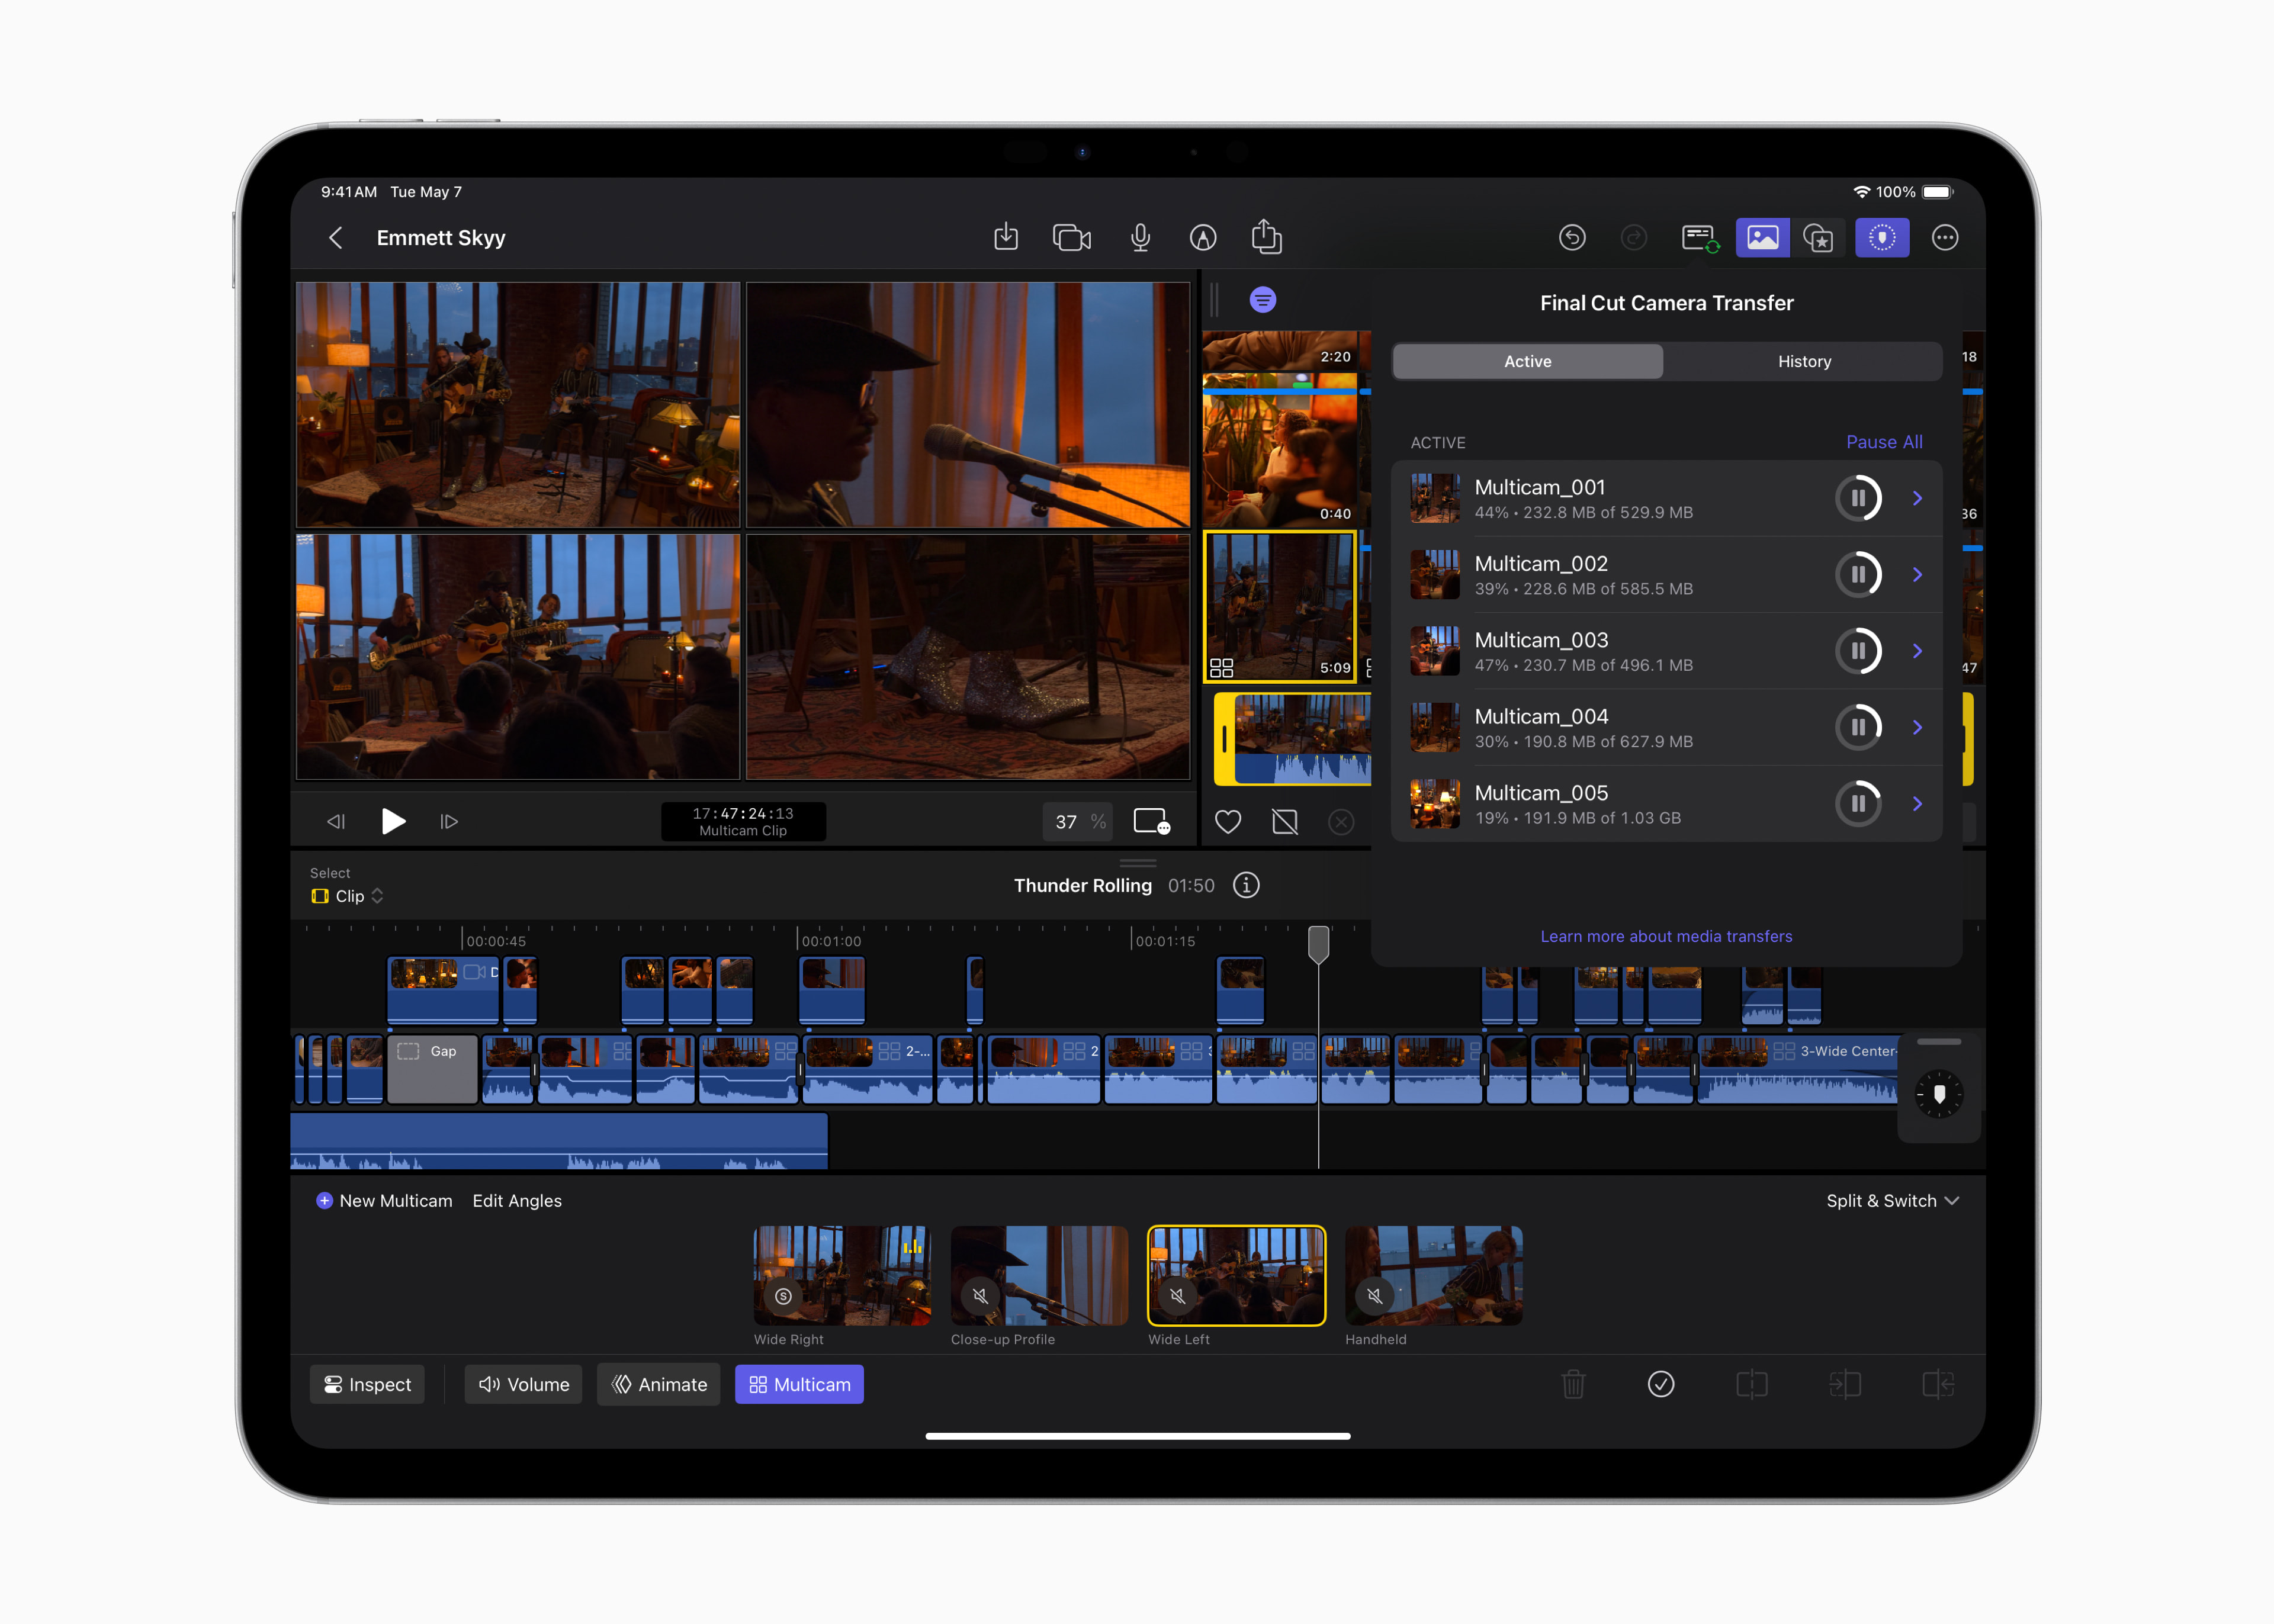 9:41 AM Tue May 7
100%
Emmett Skyy
Final Cut Camera Transfer
Active
History
2:20
18
0:40
36
5:09
47
ACTIVE
Pause All
Multicam_001
44% • 232.8 MB of 529.9 MB
Multicam_002
39% • 228.6 MB of 585.5 MB
Multicam_003
47% • 230.7 MB of 496.1 MB
Multicam_004
30% • 190.8 MB of 627.9 MB
Multicam_005
19% • 191.9 MB of 1.03 GB
Learn more about media transfers
17:47:24:13
Multicam Clip
37 %
Select
Clip
Thunder Rolling 01:50
00:00:45
00:01:00
00:01:15
D
Gap
2-...
2
3-Wide Center-
New Multicam
Edit Angles
Split & Switch
S
Wide Right
Close-up Profile
Wide Left
Handheld
Inspect
Volume
Animate
Multicam